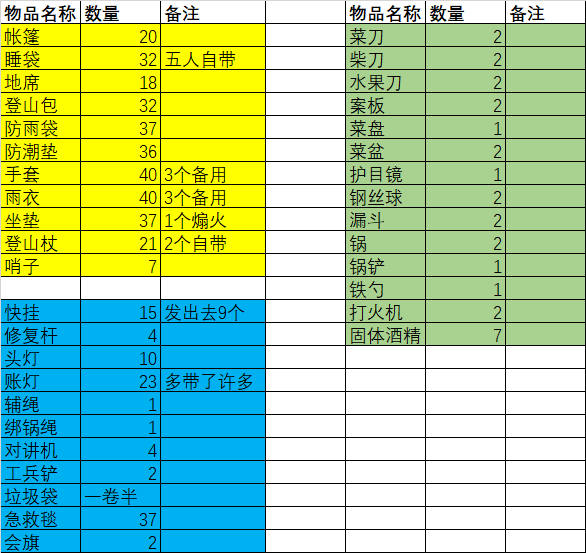 物品名称 数量 备注 物品名称 数量 备注
帐篷 20 菜刀 2
睡袋 32 五人自带 柴刀 2
地席 18 水果刀 2
登山包 32 案板 2
防雨袋 37 菜盘 1
防潮垫 36 菜盆 2
手套 40 3个备用 护目镜 1
雨衣 40 3个备用 钢丝球 2
坐垫 37 1个煽火 漏斗 2
登山杖 21 2个自带 锅 2
哨子 7 锅铲 1
铁勺 1
快挂 15 发出去9个 打火机 2
修复杆 4 固体酒精 7
头灯 10
账灯 23 多带了许多
辅绳 1
绑锅绳 1
对讲机 4
工兵铲 2
垃圾袋 一卷半
急救毯 37
会旗 2